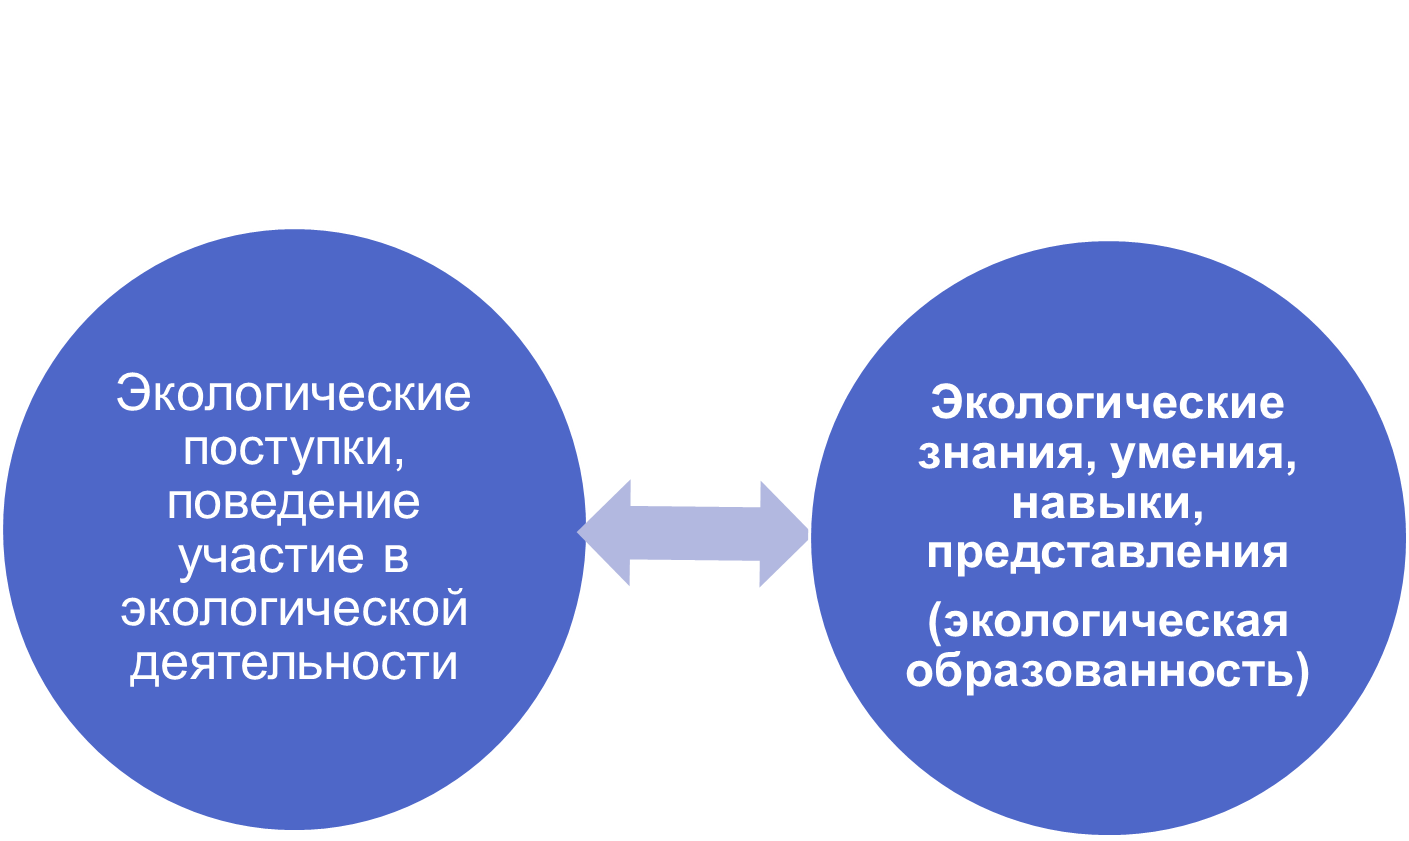 Экологические
поступки,
поведение
участие в
экологической
деятельности
Экологические
знания, умения,
навыки,
представления
(экологическая
образованность)